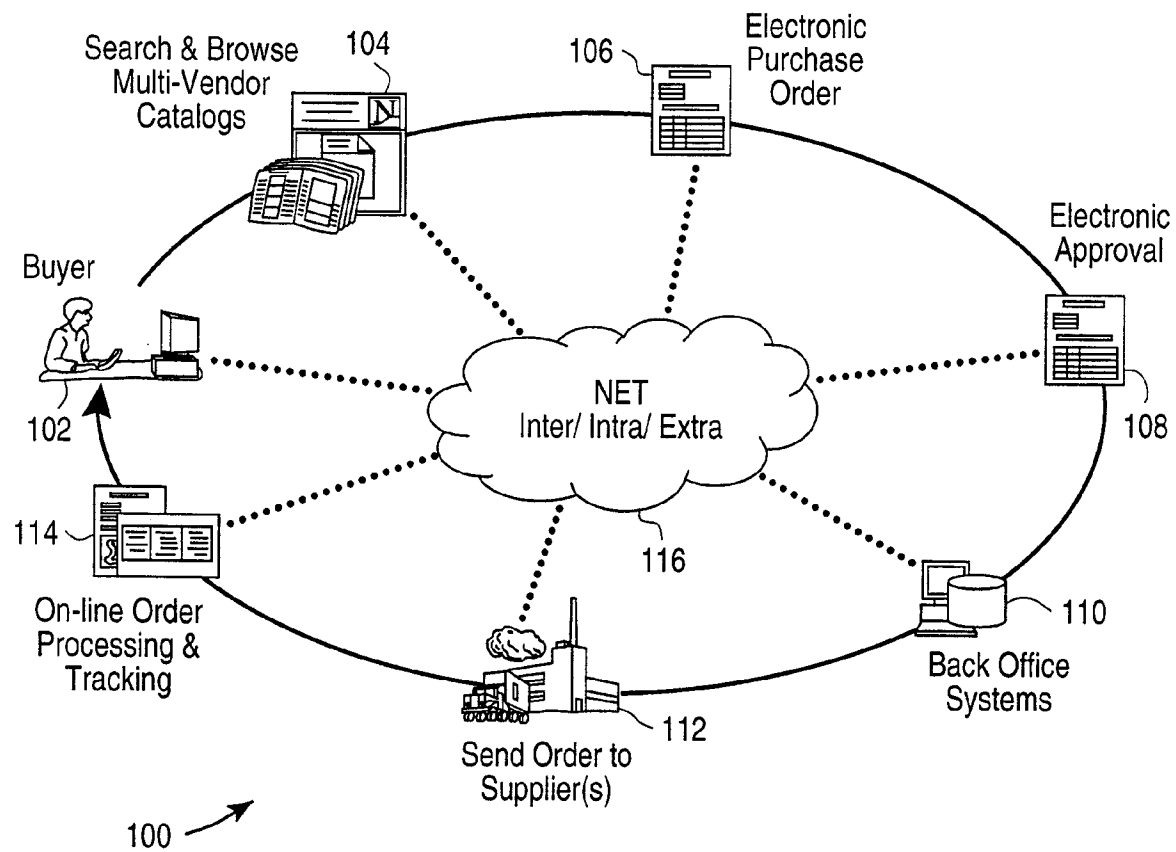 Search & Browse
Multi-Vendor
Catalogs
104
106
Electronic
Purchase
Order
N
Electronic
Approval
108
Buyer
102
NET
Inter/ Intra/ Extra
116
114
On-line Order
Processing &
Tracking
110
Back Office
Systems
112
Send Order to
Supplier(s)
100